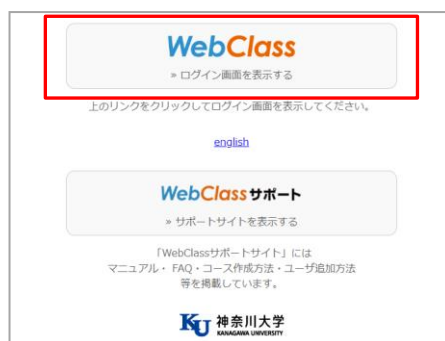 WebClass
» ログイン画面を表示する
上のリンクをクリックしてログイン画面を表示してください。
english
WebClassサポート
» サポートサイトを表示する
「WebClassサポートサイト」には
マニュアル・ FAQ・コース作成方法・ユーザ追加方法
等を掲載しています。
KU 神奈川大学
KANAGAWA UNIVERSITY